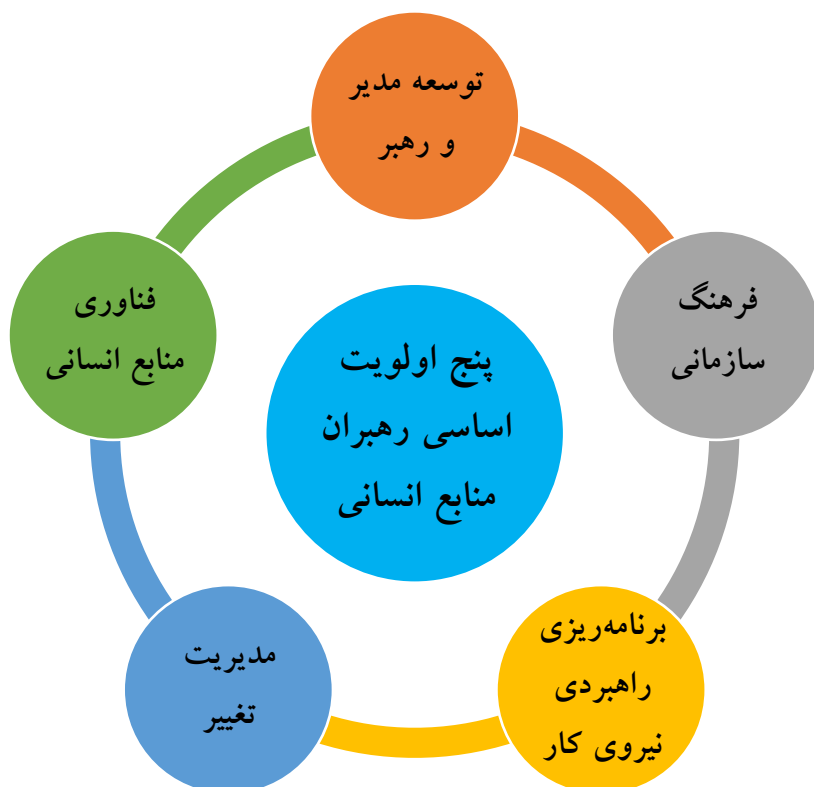 توسعه مدیر
و رهبر
فرهنگ
سازمانی
برنامه‌ریزی
راهبردی
نیروی کار
مدیریت
تغییر
فناوری
منابع انسانی
پنج اولویت
اساسی رهبران
منابع انسانی